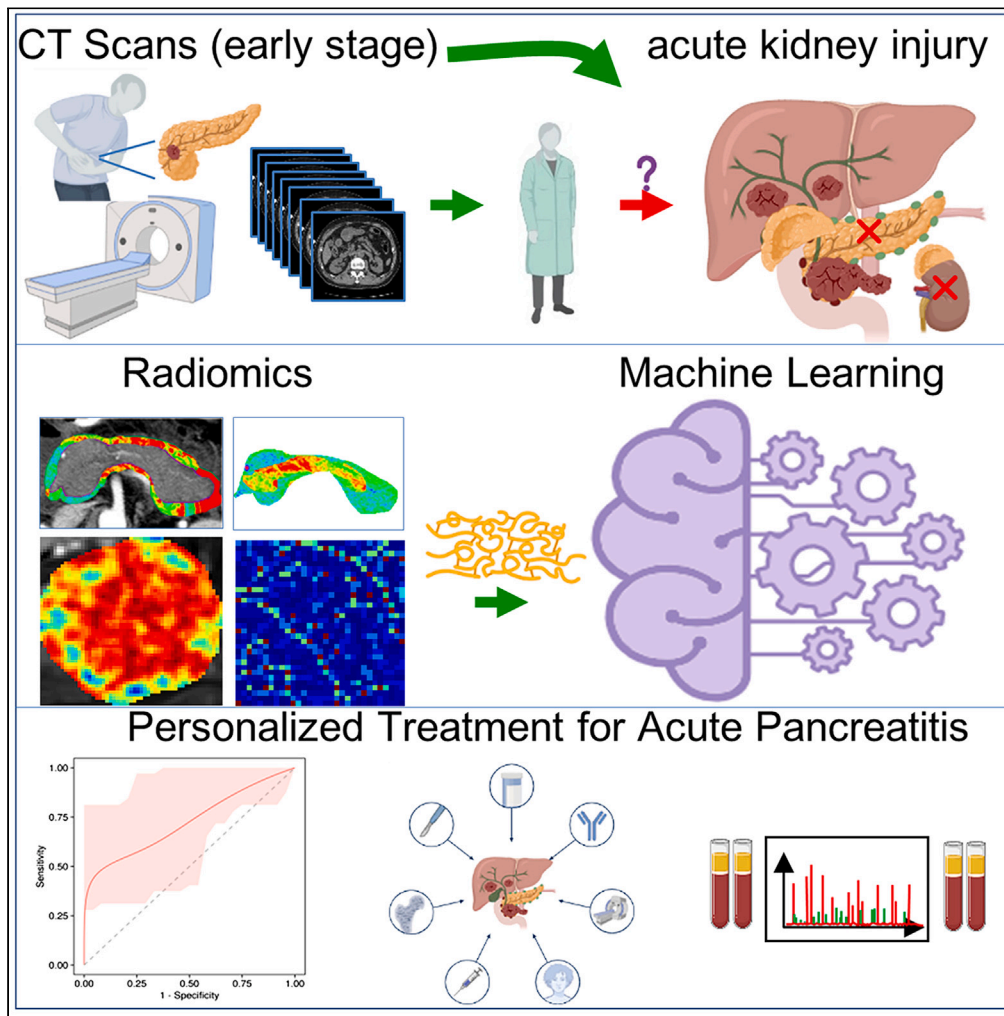 CT Scans (early stage)
acute kidney injury
?
Radiomics
Machine Learning
Personalized Treatment for Acute Pancreatitis
1.00
0.75
0.50
0.25
0.00
Sensitivity
0.00 0.25 0.50 0.75 1.00
1 - Specificity